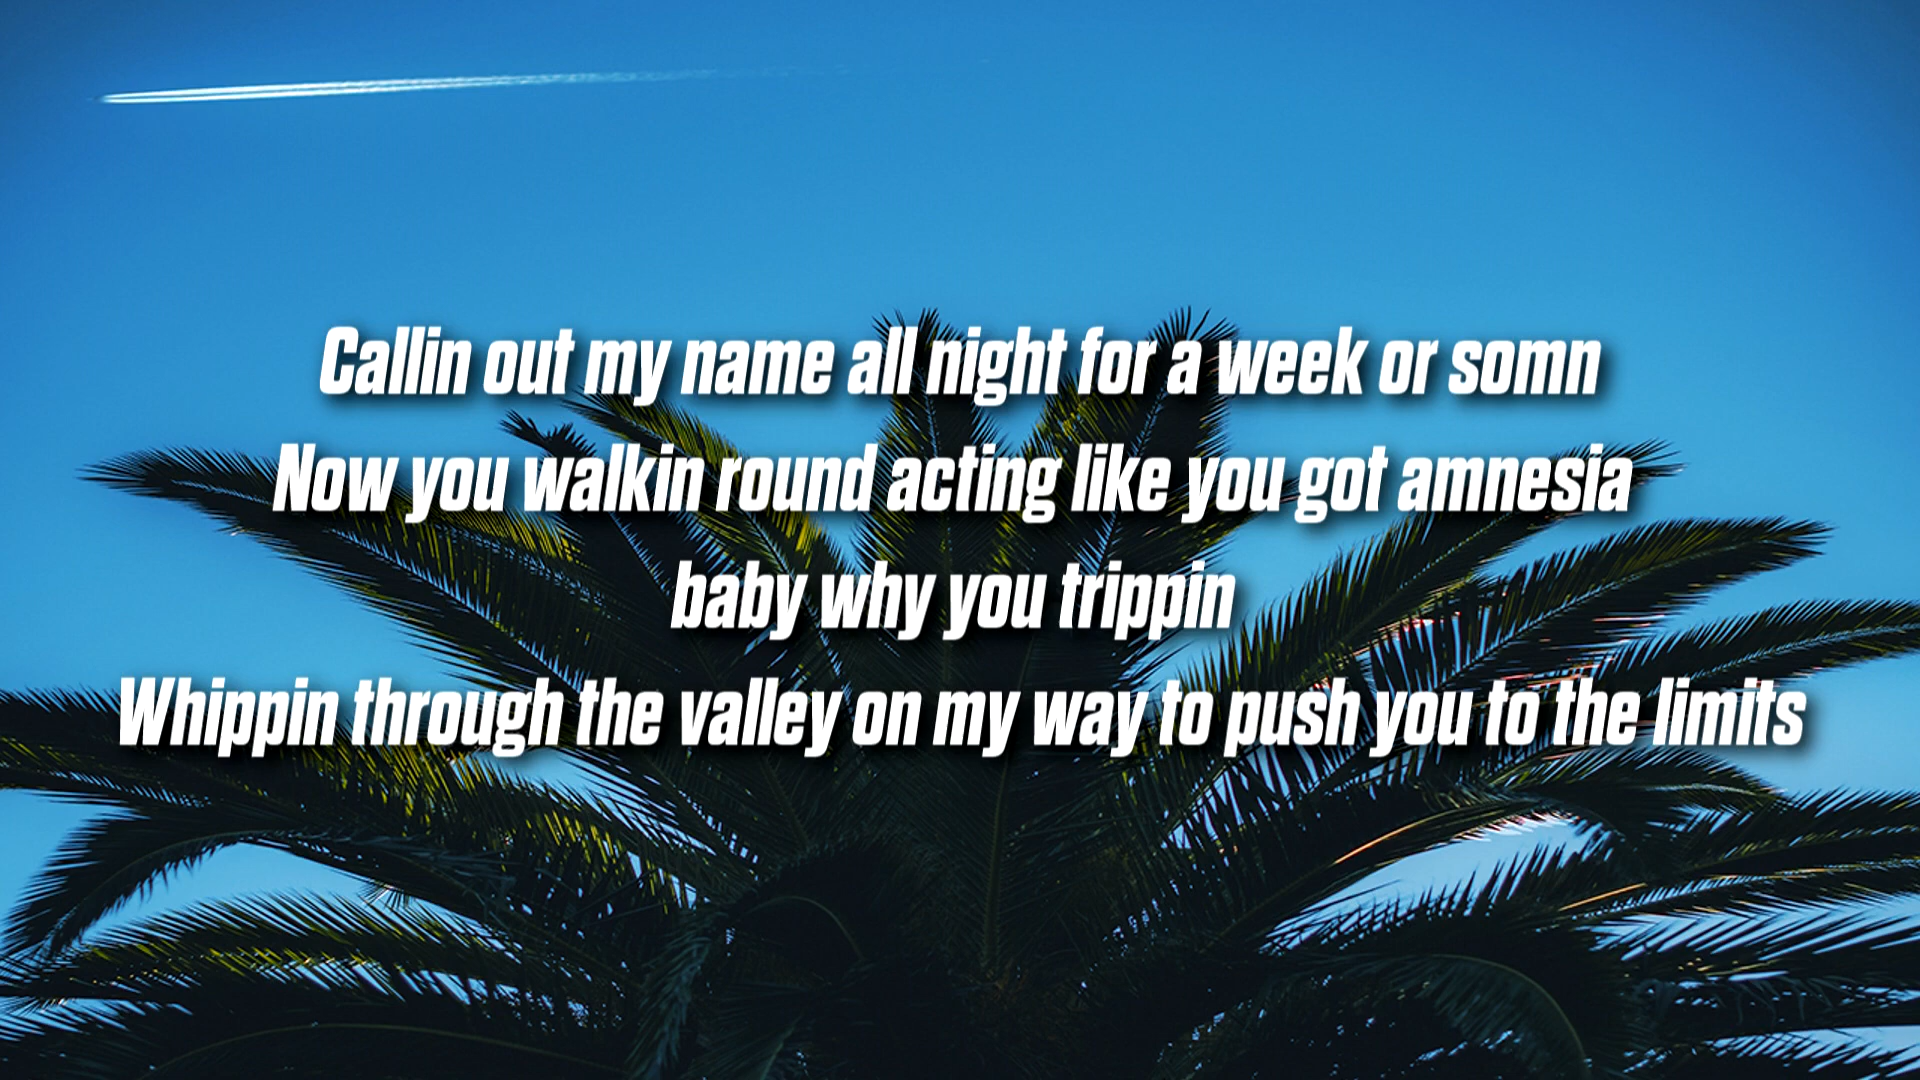 Callin out my name all night for a week or somn
Now you walkin round acting like you got amnesia
baby why you trippin
Whippin through the valley on my way to push you to the limits